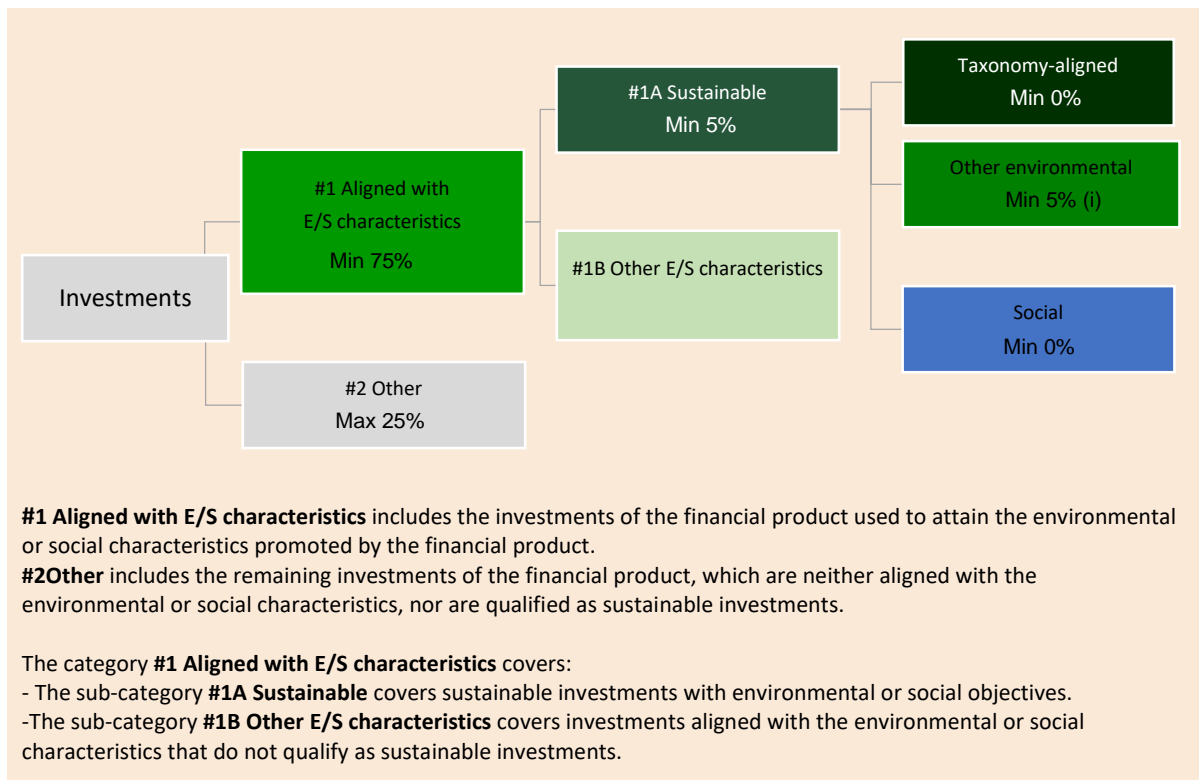 Investments
#1 Aligned with
E/S characteristics
Min 75%
#2 Other
Max 25%
#1A Sustainable
Min 5%
#1B Other E/S characteristics
Taxonomy-aligned
Min 0%
Other environmental
Min 5% (i)
Social
Min 0%
#1 Aligned with E/S characteristics includes the investments of the financial product used to attain the environmental
or social characteristics promoted by the financial product.
#2Other includes the remaining investments of the financial product, which are neither aligned with the
environmental or social characteristics, nor are qualified as sustainable investments.
The category #1 Aligned with E/S characteristics covers:
- The sub-category #1A Sustainable covers sustainable investments with environmental or social objectives.
-The sub-category #1B Other E/S characteristics covers investments aligned with the environmental or social
characteristics that do not qualify as sustainable investments.